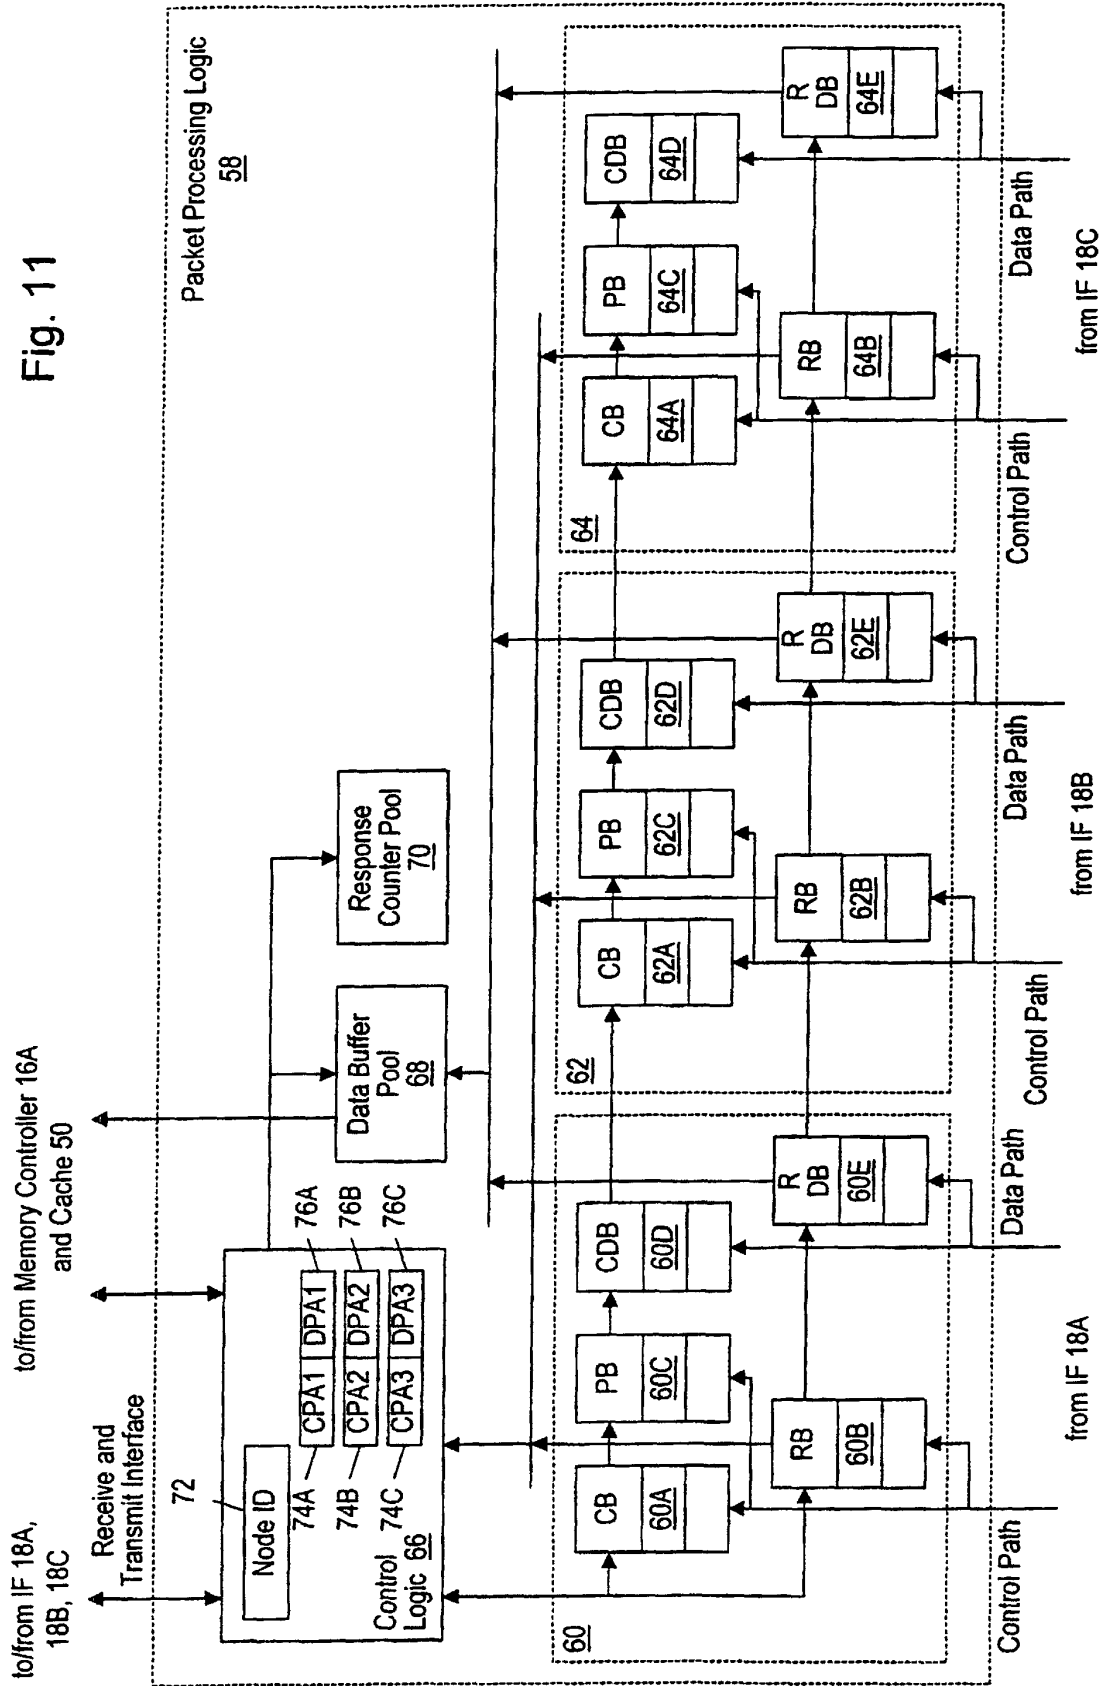 Fig. 11
to/from IF 18A,
18B, 18C
Receive and
Transmit Interface
to/from Memory Controller 16A
and Cache 50
Packet Processing Logic
58
72
Node ID
74A
CPA1
DPA1
76A
74B
CPA2
DPA2
76B
74C
CPA3
DPA3
76C
Control
Logic 66
Data Buffer
Pool
68
Response
Counter Pool
70
60
CB
60A
PB
60C
CDB
60D
RB
60B
R
DB
60E
62
CB
62A
PB
62C
CDB
62D
RB
62B
R
DB
62E
64
CB
64A
PB
64C
CDB
64D
RB
64B
R
DB
64E
Control Path
Data Path
from IF 18A
Control Path
Data Path
from IF 18B
Control Path
Data Path
from IF 18C